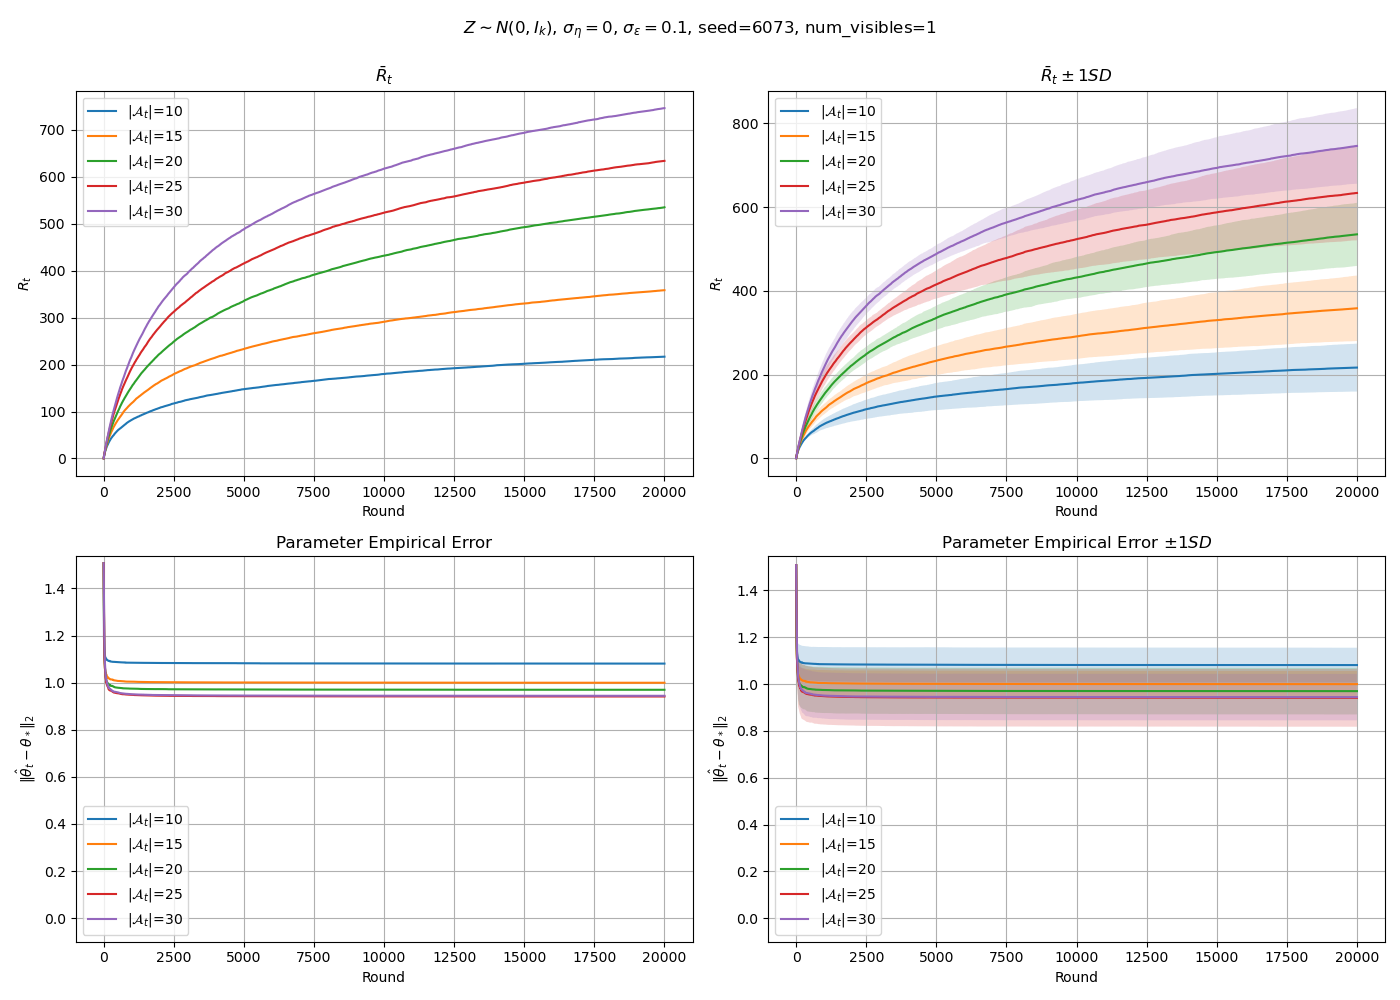 Z ∼ N(0, I_k), σ_η = 0, σ_ε = 0.1, seed=6073, num_visibles=1
R̄_t
R_t
700
600
500
400
300
200
100
0
|𝒜_t|=10
|𝒜_t|=15
|𝒜_t|=20
|𝒜_t|=25
|𝒜_t|=30
0 2500 5000 7500 10000 12500 15000 17500 20000
Round
R̄_t ± 1SD
R_t
800
600
400
200
0
|𝒜_t|=10
|𝒜_t|=15
|𝒜_t|=20
|𝒜_t|=25
|𝒜_t|=30
0 2500 5000 7500 10000 12500 15000 17500 20000
Round
Parameter Empirical Error
‖θ̂_t − θ_*‖_2
1.4
1.2
1.0
0.8
0.6
0.4
0.2
0.0
|𝒜_t|=10
|𝒜_t|=15
|𝒜_t|=20
|𝒜_t|=25
|𝒜_t|=30
0 2500 5000 7500 10000 12500 15000 17500 20000
Round
Parameter Empirical Error ±1SD
‖θ̂_t − θ_*‖_2
1.4
1.2
1.0
0.8
0.6
0.4
0.2
0.0
|𝒜_t|=10
|𝒜_t|=15
|𝒜_t|=20
|𝒜_t|=25
|𝒜_t|=30
0 2500 5000 7500 10000 12500 15000 17500 20000
Round